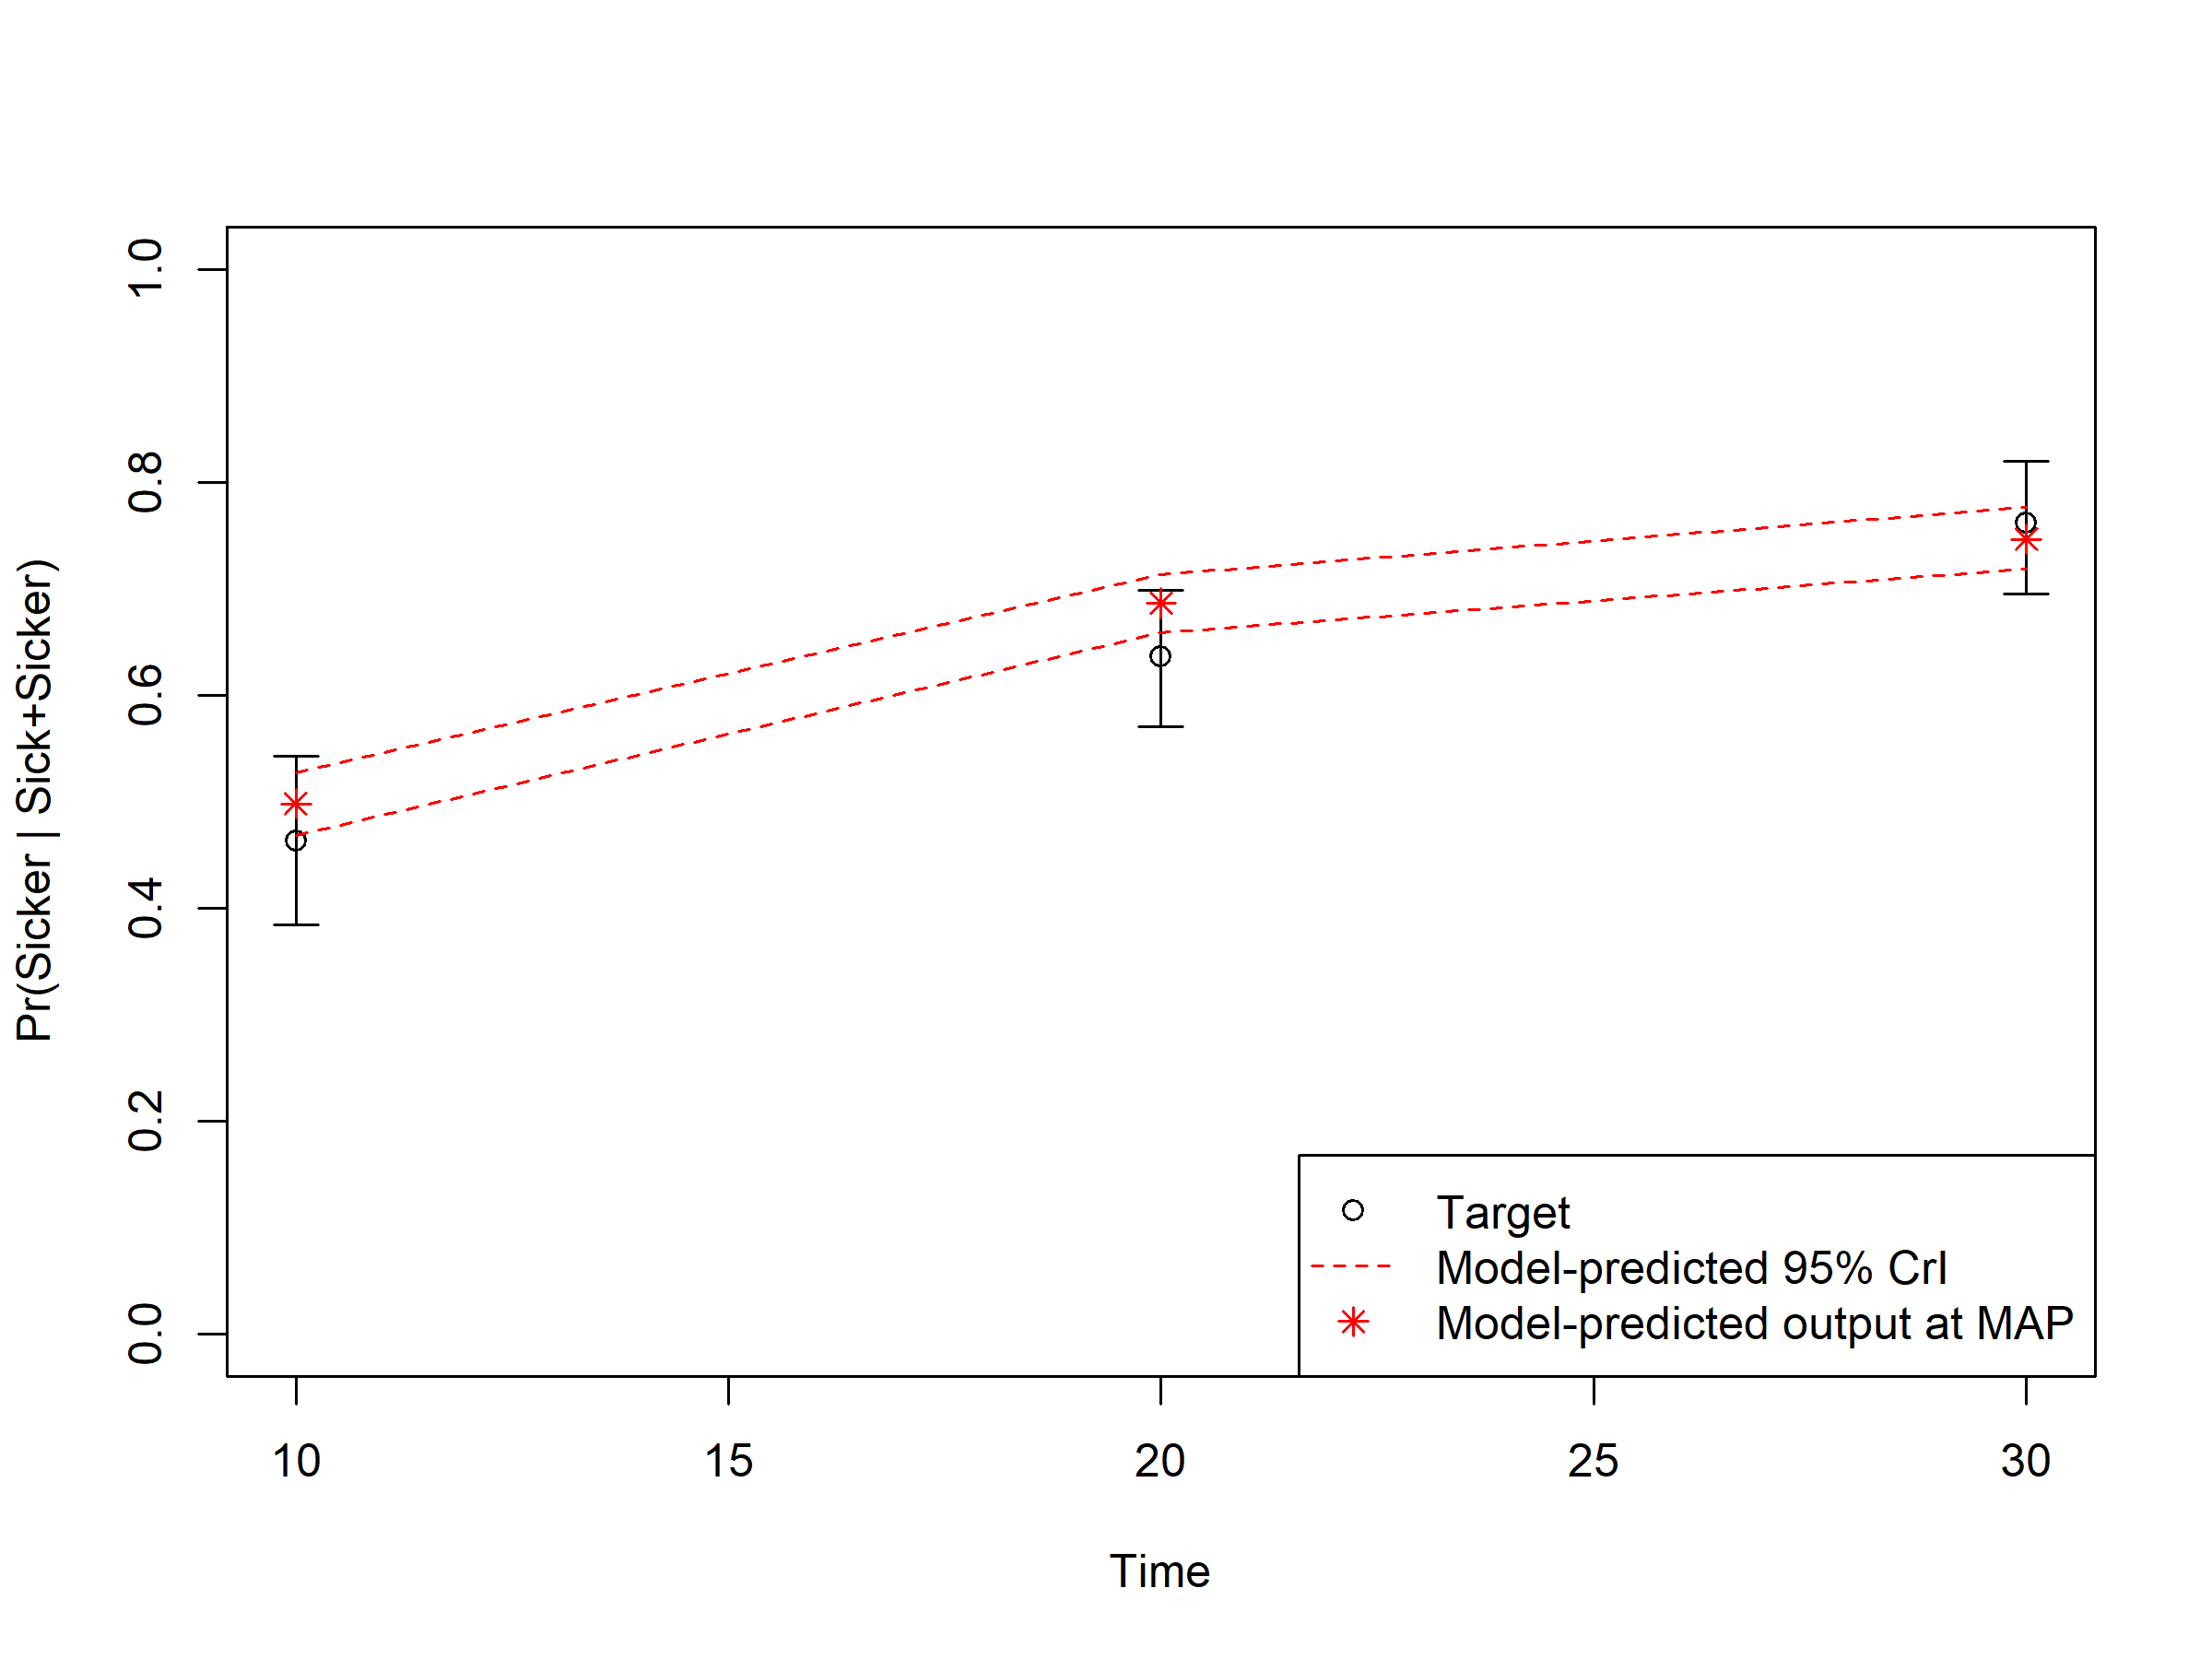 Pr(Sicker | Sick+Sicker)
1.0
0.8
0.6
0.4
0.2
0.0
10 15 20 25 30
Time
Target
Model-predicted 95% CrI
Model-predicted output at MAP